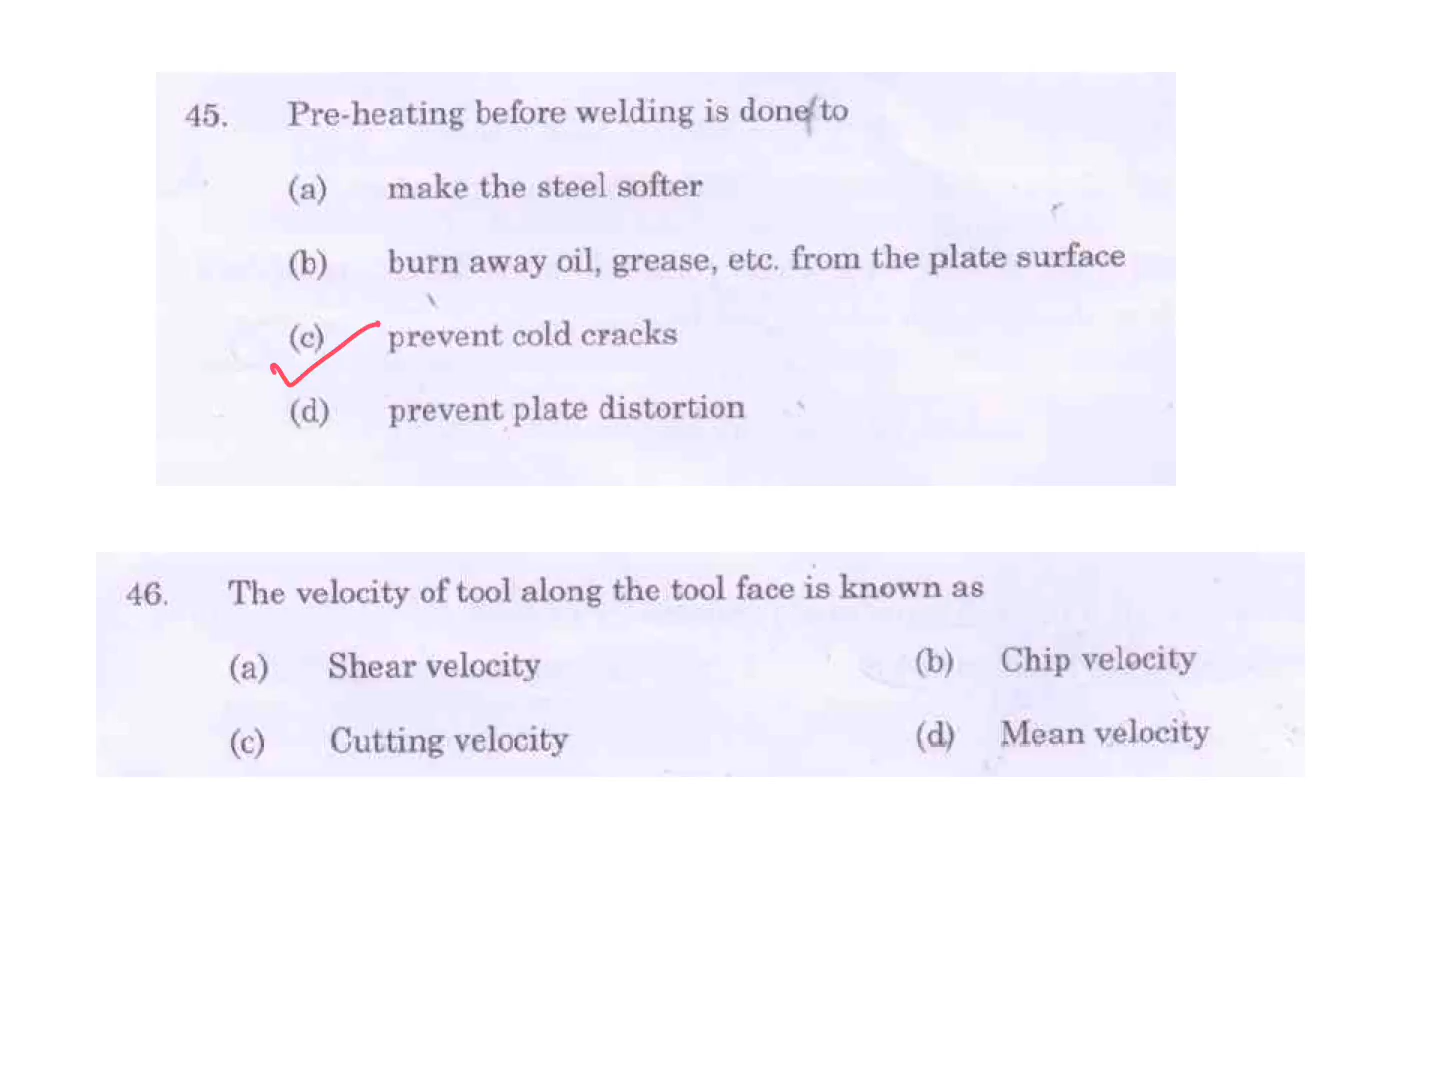 45. Pre-heating before welding is done to
(a) make the steel softer
(b) burn away oil, grease, etc. from the plate surface
(c) prevent cold cracks
(d) prevent plate distortion
46. The velocity of tool along the tool face is known as
(a) Shear velocity (b) Chip velocity
(c) Cutting velocity (d) Mean velocity